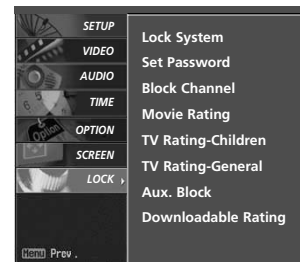 SETUP
VIDEO
AUDIO
TIME
OPTION
SCREEN
LOCK
Lock System
Set Password
Block Channel
Movie Rating
TV Rating-Children
TV Rating-General
Aux. Block
Downloadable Rating
Option
Menu Prev.